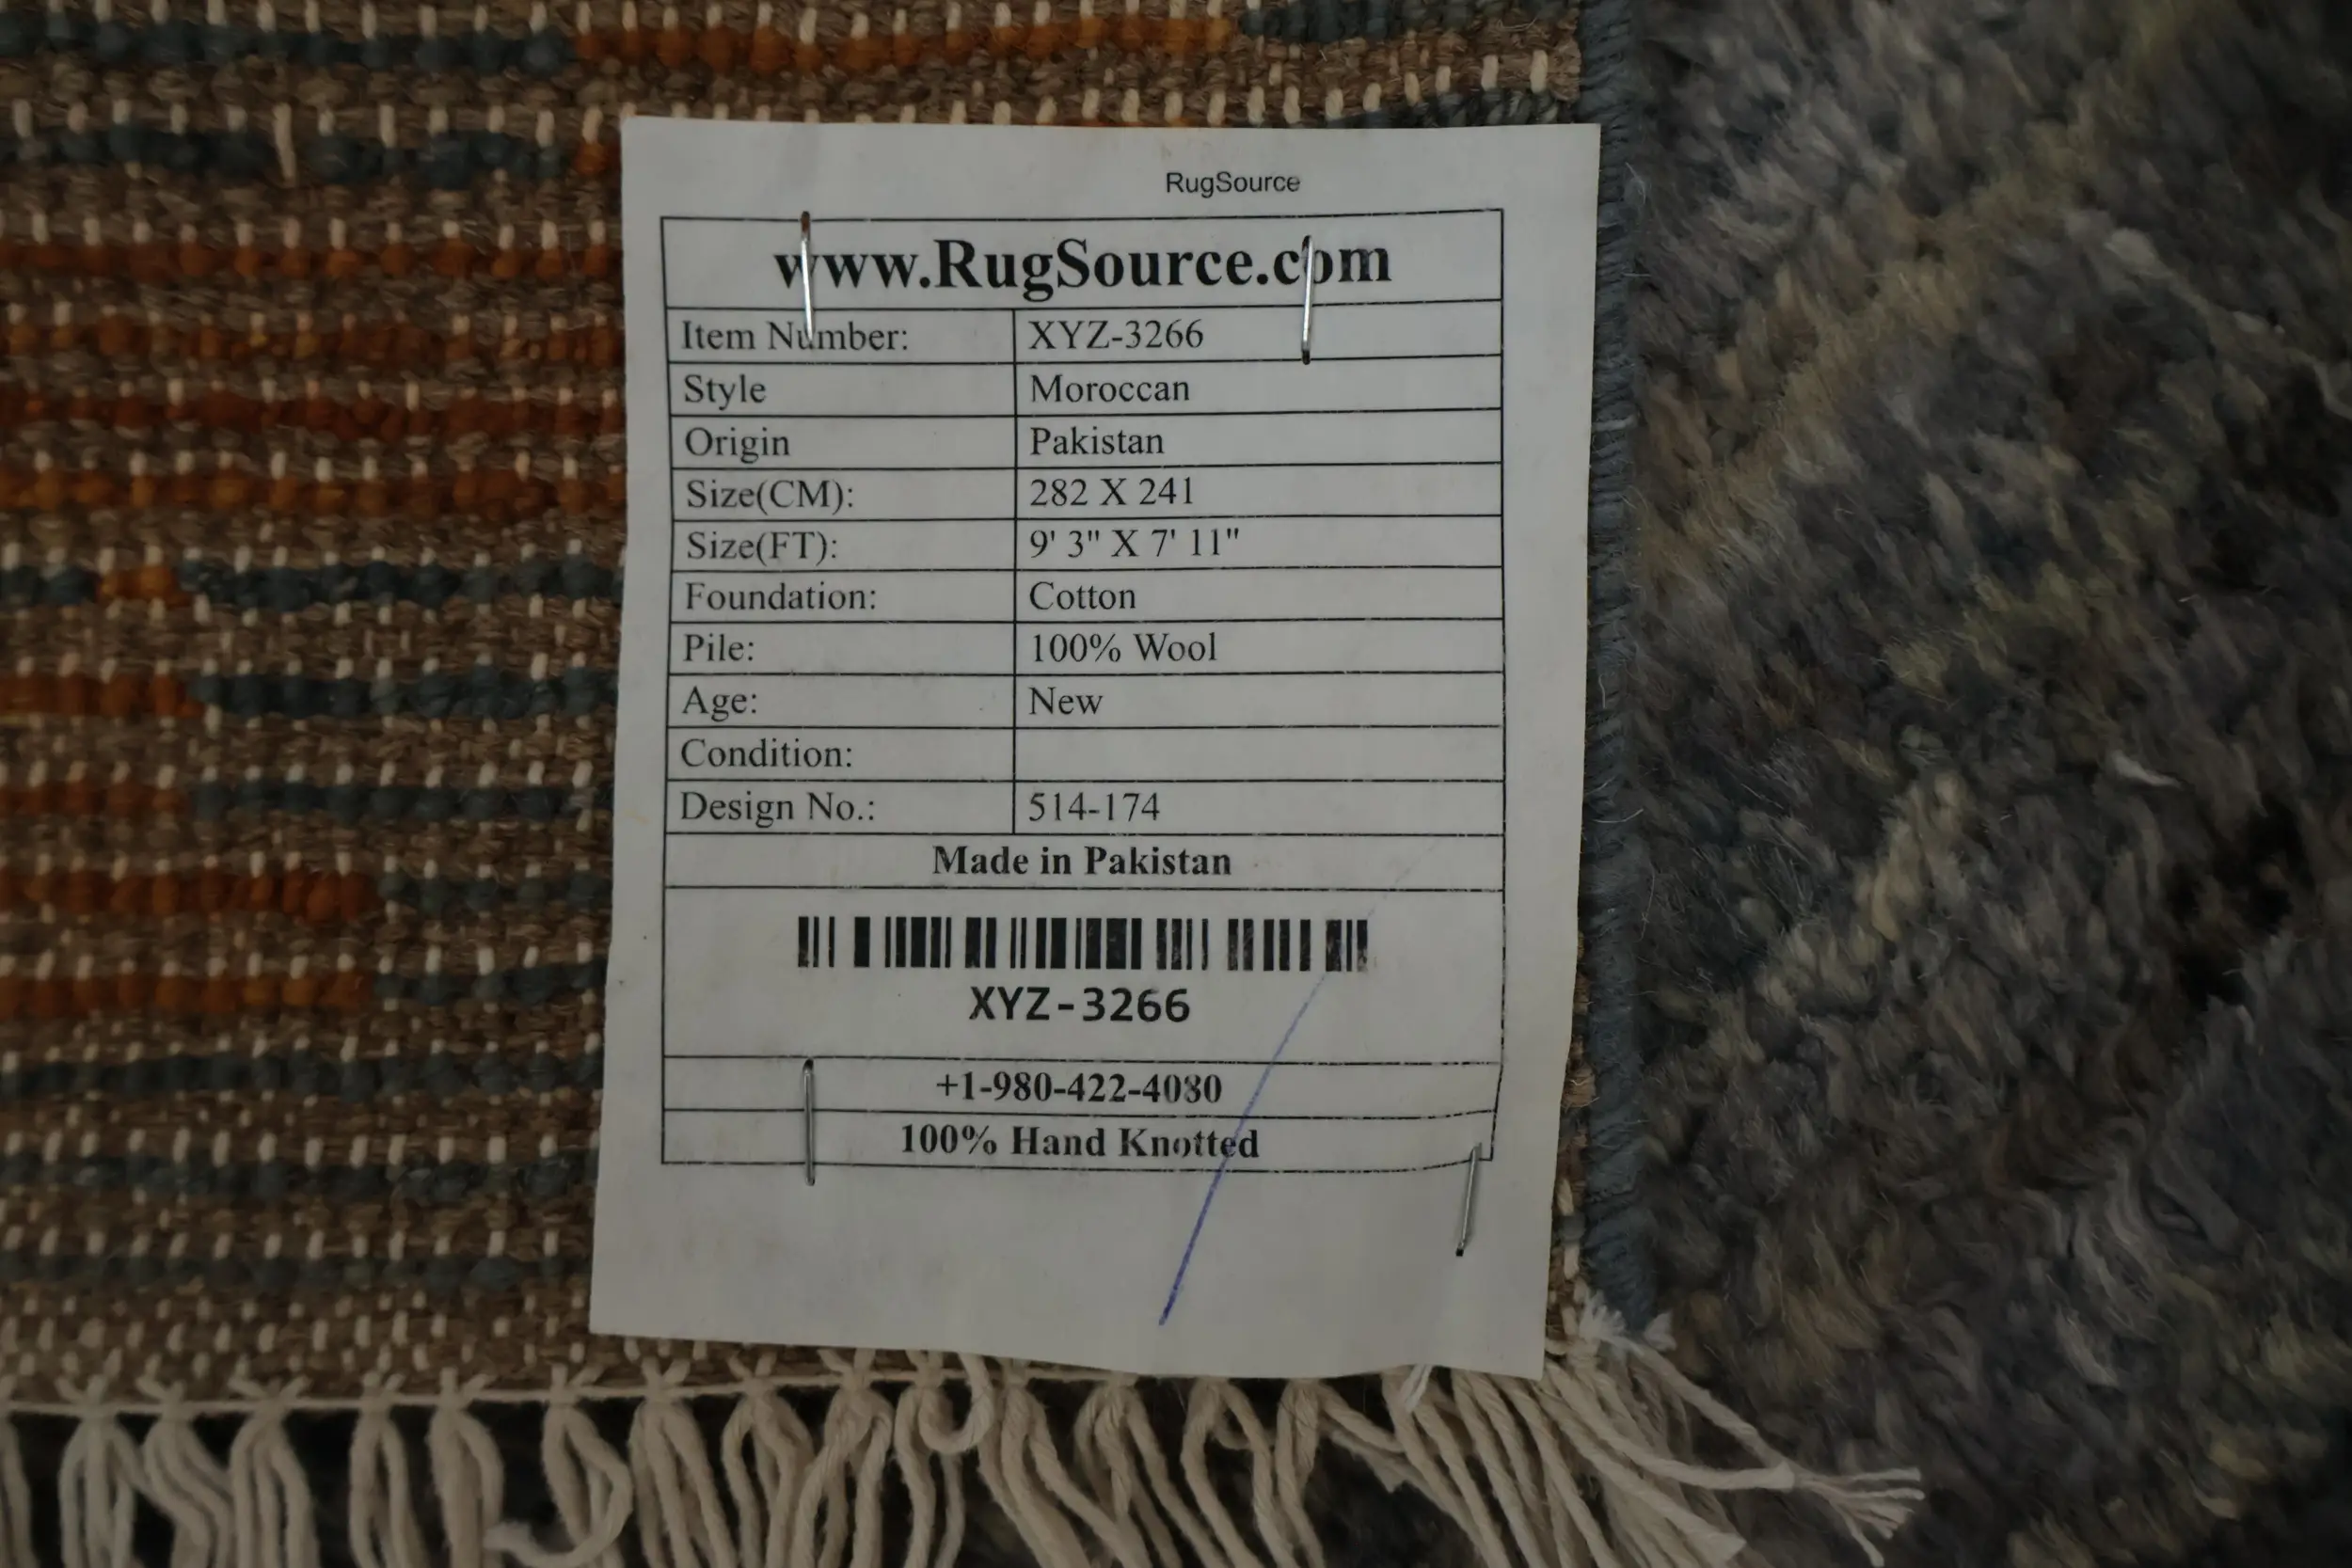 RugSource
www.RugSource.com
Item Number: XYZ-3266
Style Moroccan
Origin Pakistan
Size(CM): 282 X 241
Size(FT): 9' 3" X 7' 11"
Foundation: Cotton
Pile: 100% Wool
Age: New
Condition:
Design No.: 514-174
Made in Pakistan
XYZ-3266
+1-980-422-4080
100% Hand Knotted